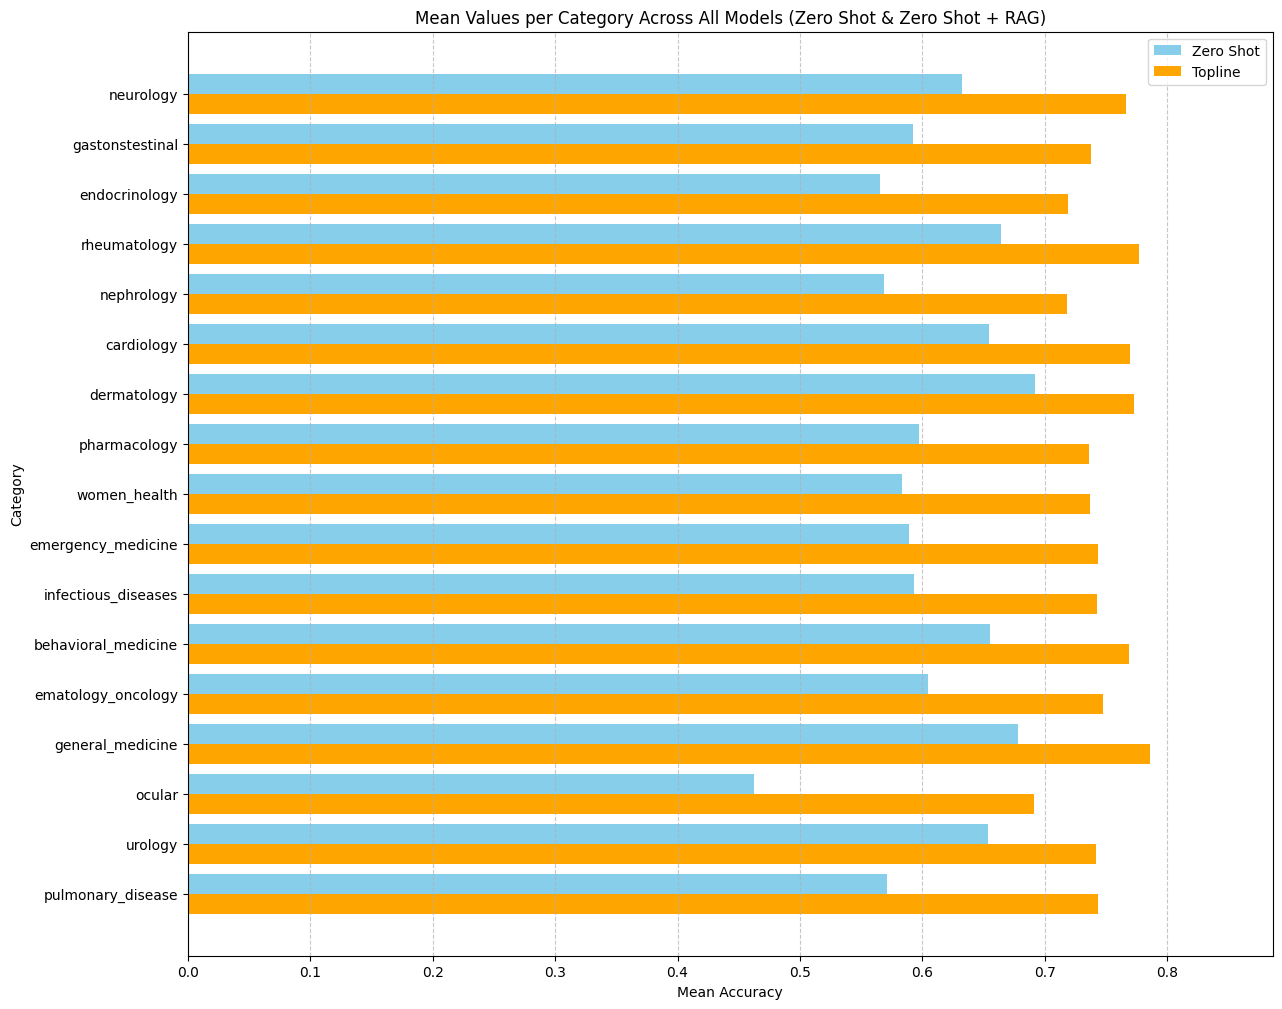 Mean Values per Category Across All Models (Zero Shot & Zero Shot + RAG)
Zero Shot
Topline
Category
neurology
gastonstestinal
endocrinology
rheumatology
nephrology
cardiology
dermatology
pharmacology
women_health
emergency_medicine
infectious_diseases
behavioral_medicine
ematology_oncology
general_medicine
ocular
urology
pulmonary_disease
0.0 0.1 0.2 0.3 0.4 0.5 0.6 0.7 0.8
Mean Accuracy